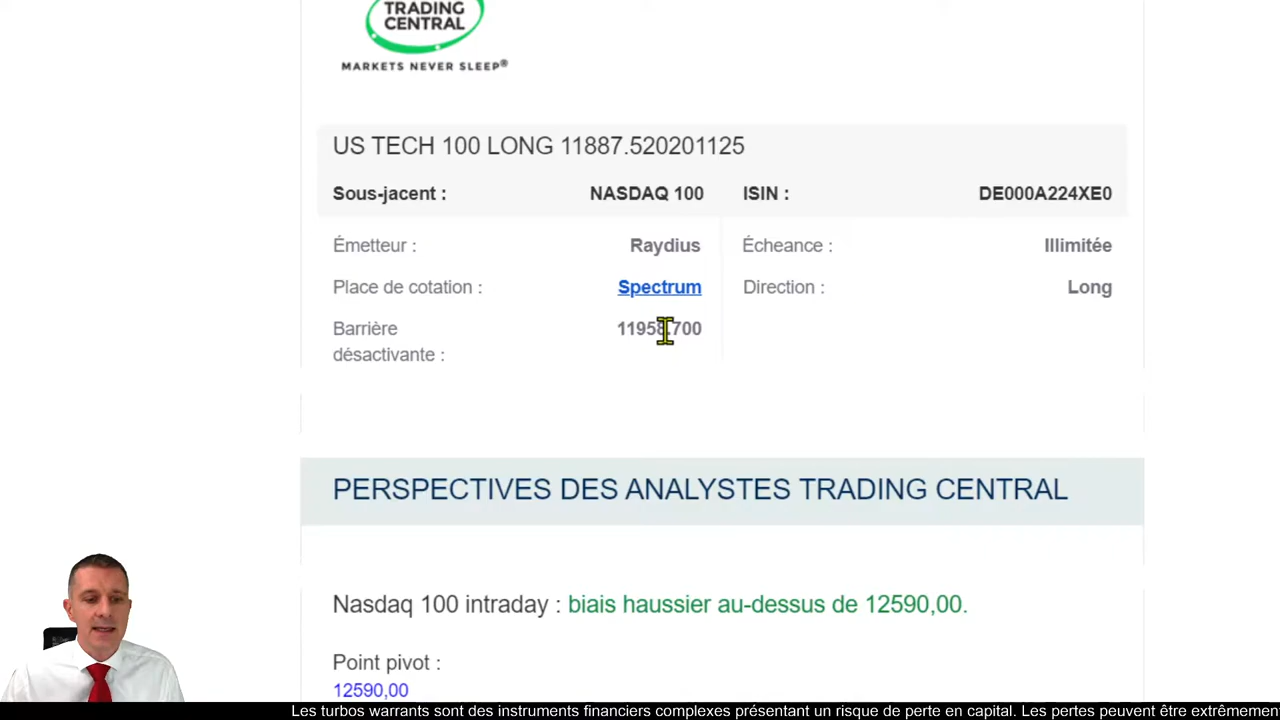 TRADING
CENTRAL
MARKETS NEVER SLEEP®
US TECH 100 LONG 11887.520201125
Sous-jacent : NASDAQ 100 ISIN : DE000A224XE0
Émetteur : Raydius Écheance : Illimitée
Place de cotation : Spectrum Direction : Long
Barrière 11958.700
désactivante :
PERSPECTIVES DES ANALYSTES TRADING CENTRAL
Nasdaq 100 intraday : biais haussier au-dessus de 12590,00.
Point pivot :
12590,00
Les turbos warrants sont des instruments financiers complexes présentant un risque de perte en capital. Les pertes peuvent être extrêmemen